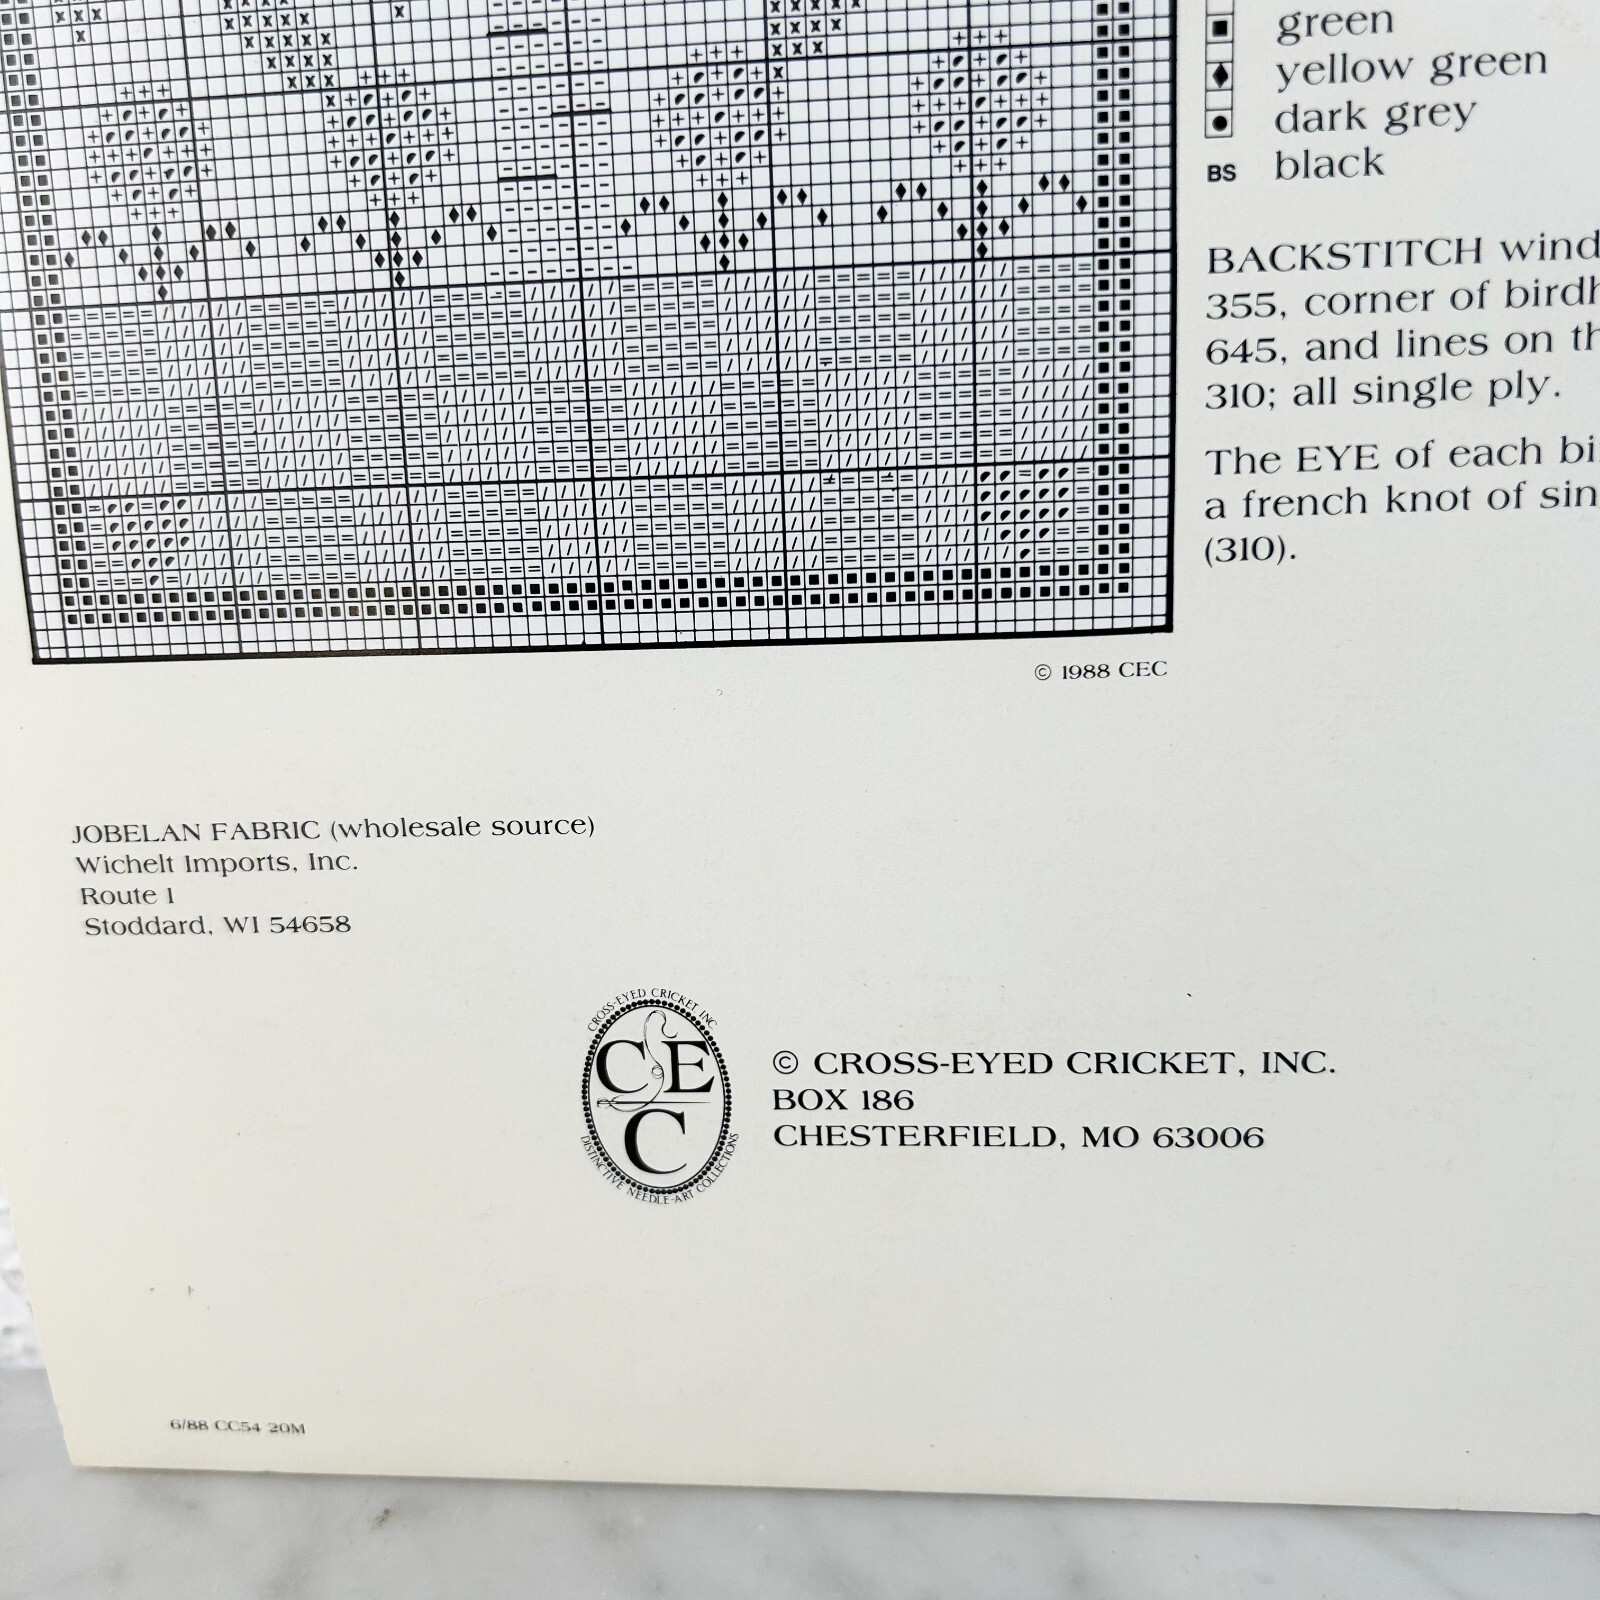 green
yellow green
dark grey
BS black
BACKSTITCH wind
355, corner of birdh
645, and lines on th
310; all single ply.
The EYE of each bi
a french knot of sin
(310).
© 1988 CEC
JOBELAN FABRIC (wholesale source)
Wichelt Imports, Inc.
Route 1
Stoddard, WI 54658
CROSS-EYED CRICKET, INC.
C E
C
DISTINCTIVE NEEDLE-ART COLLECTIONS
© CROSS-EYED CRICKET, INC.
BOX 186
CHESTERFIELD, MO 63006
6/88 CC54 20M